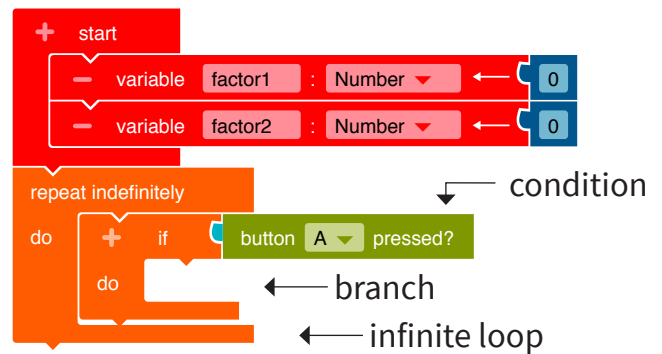 + start
− variable factor1 : Number ▼ ← 0
− variable factor2 : Number ▼ ← 0
repeat indefinitely
condition
do + if button A ▼ pressed?
do
branch
infinite loop